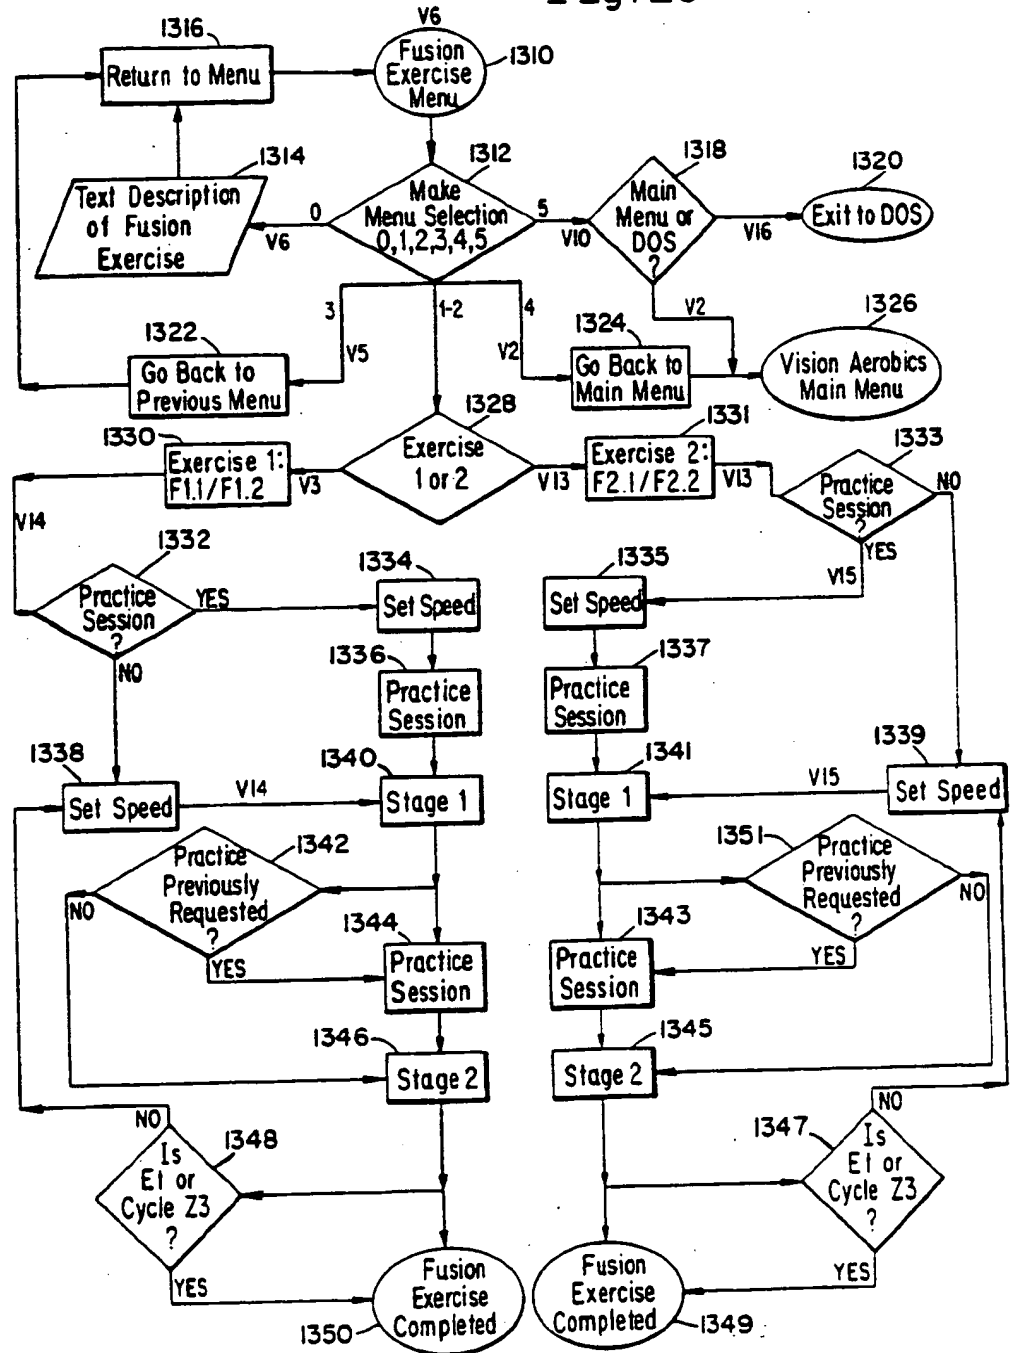 V6
1316
Return to Menu
Fusion
Exercise
Menu
1310
1314
Text Description
of Fusion
Exercise
0
V6
1312
Make
Menu Selection
0,1,2,3,4,5
5
V10
1318
Main
Menu or
DOS
?
V16
1320
Exit to DOS
3
1-2
4
V2
1322
V5
V2
1324
1326
Go Back to
Previous Menu
Go Back to
Main Menu
Vision Aerobics
Main Menu
1328
1330
Exercise 1:
F1.1/F1.2
V3
Exercise
1 or 2
V13
1331
Exercise 2:
F2.1/F2.2
V13
1333
Practice
Session
?
NO
YES
V15
V14
1332
Practice
Session
?
YES
NO
1334
Set Speed
1335
Set Speed
1336
Practice
Session
1337
Practice
Session
1338
Set Speed
V14
1340
Stage 1
1341
Stage 1
V15
1339
Set Speed
1342
Practice
Previously
Requested
?
NO
YES
1344
Practice
Session
1343
Practice
Session
1351
Practice
Previously
Requested
?
NO
YES
1346
Stage 2
1345
Stage 2
NO
1348
Is
Et or
Cycle Z3
?
YES
1347
NO
Is
Et or
Cycle Z3
?
YES
Fusion
Exercise
Completed
1350
Fusion
Exercise
Completed
1349